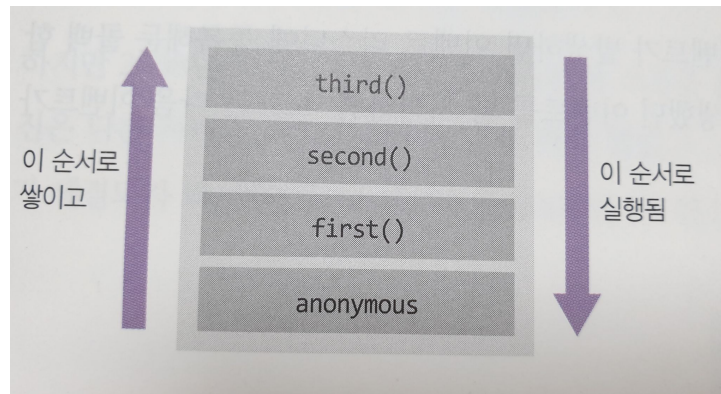 third()
second()
first()
anonymous
이 순서로
쌓이고
이 순서로
실행됨